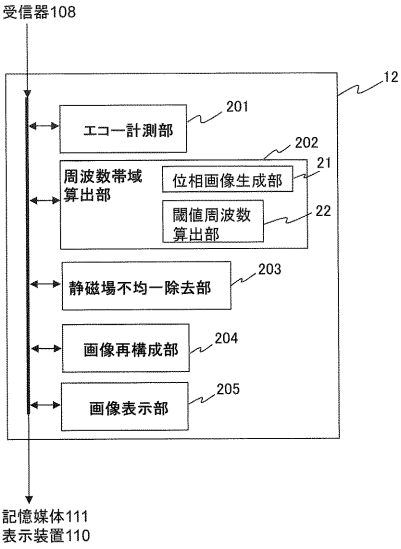 受信器108
12
エコー計測部
201
202
周波数帯域
算出部
位相画像生成部
21
閾値周波数
算出部
22
静磁場不均一除去部
203
画像再構成部
204
画像表示部
205
記憶媒体111
表示装置110